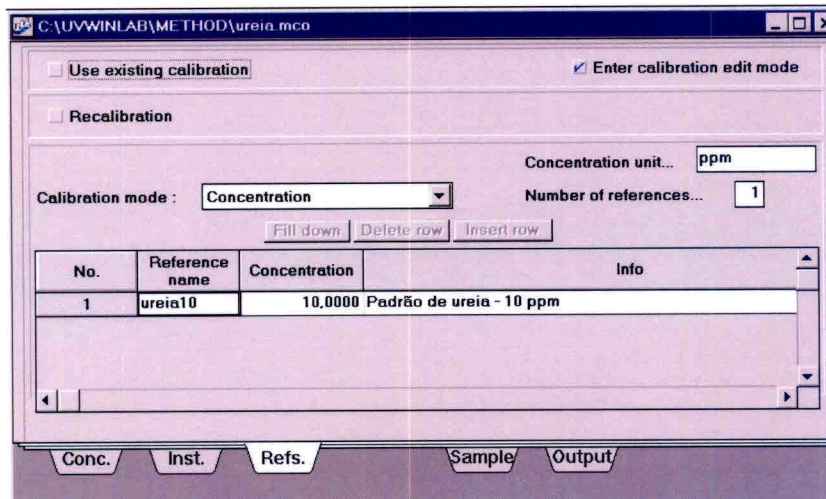 C:\UVWINLAB\METHOD\ureia.mco
Use existing calibration
Enter calibration edit mode
Recalibration
Concentration unit... ppm
Calibration mode : Concentration
Number of references... 1
Fill down Delete row Insert row
No. Reference name Concentration Info
1 ureia10 10,0000 Padrão de ureia - 10 ppm
Conc. Inst. Refs. Sample Output